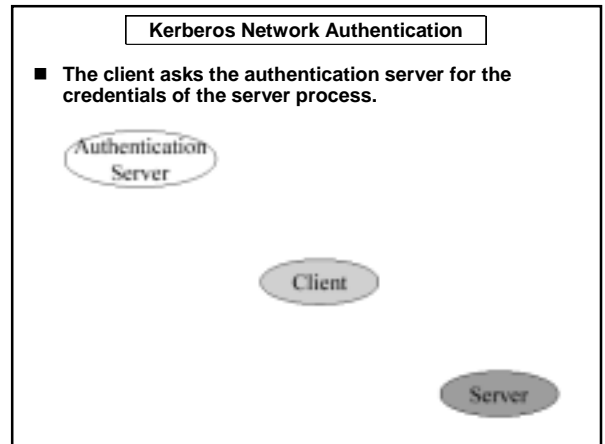 Kerberos Network Authentication
■ The client asks the authentication server for the
credentials of the server process.
Authentication
Server
Client
Server